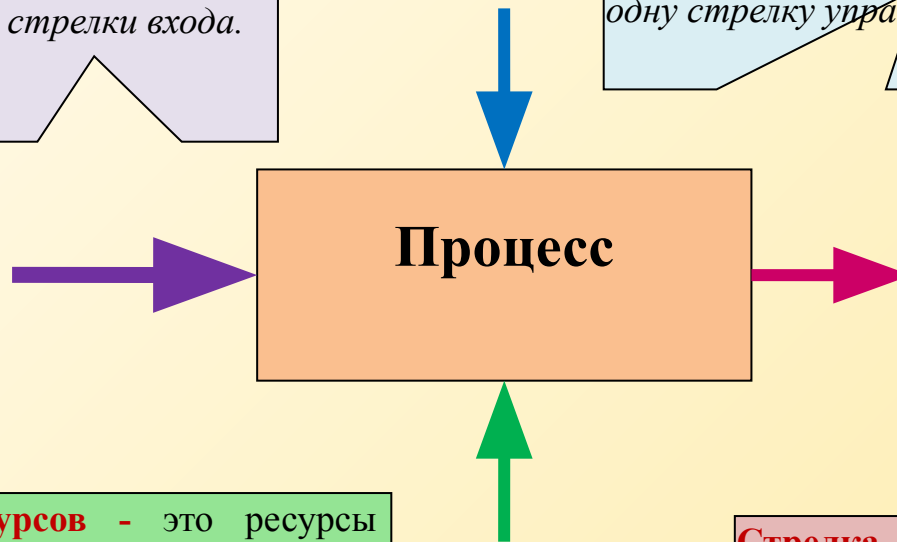 стрелки входа.
одну стрелку упра
Процесс
урсов - это ресурсы
Стрелка